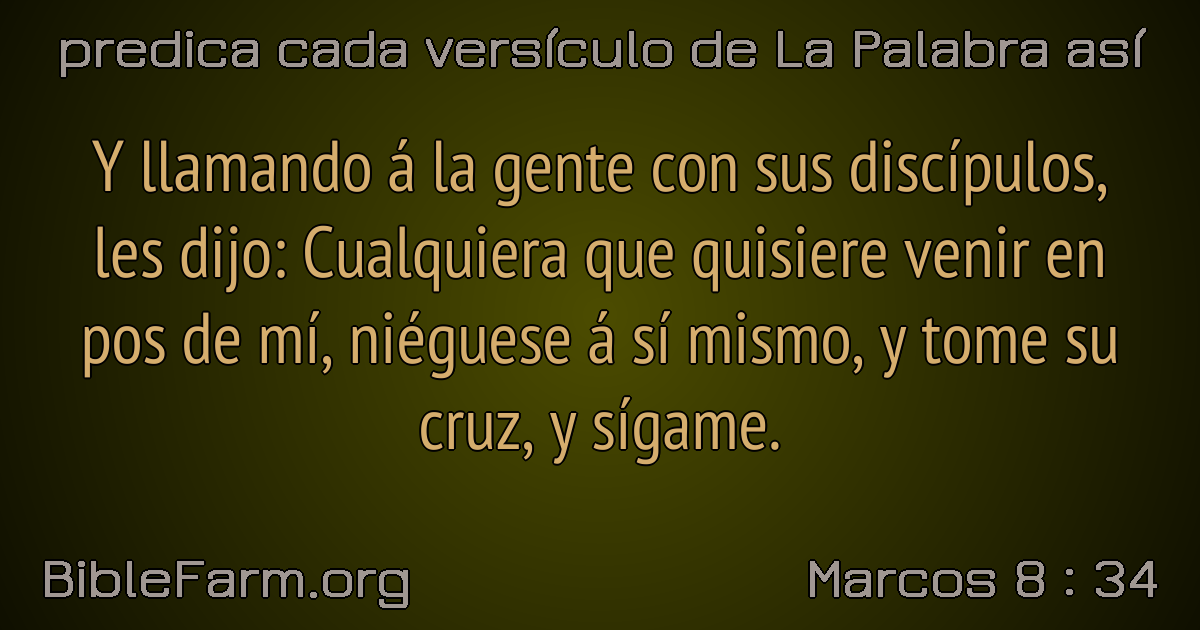 predica cada versículo de La Palabra así
Y llamando á la gente con sus discípulos,
les dijo: Cualquiera que quisiere venir en
pos de mí, niéguese á sí mismo, y tome su
cruz, y sígame.
BibleFarm.org
Marcos 8 : 34